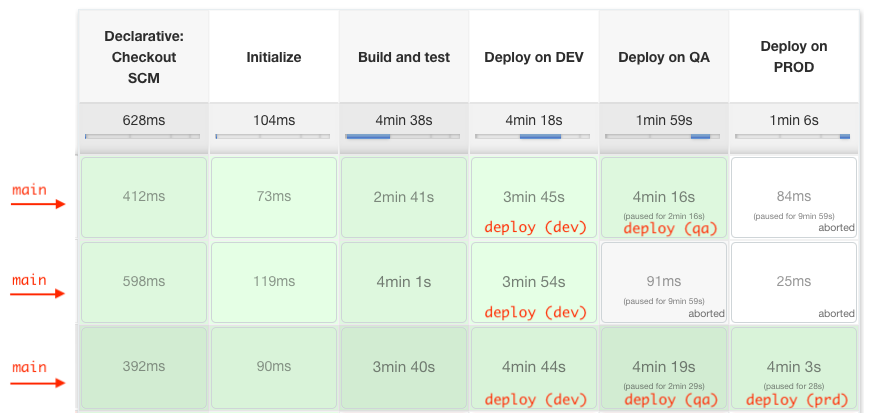 Declarative: Checkout SCM
Initialize
Build and test
Deploy on DEV
Deploy on QA
Deploy on PROD
628ms
104ms
4min 38s
4min 18s
1min 59s
1min 6s
main
412ms
73ms
2min 41s
3min 45s
deploy (dev)
4min 16s
(paused for 2min 16s)
deploy (qa)
84ms
(paused for 9min 59s)
aborted
main
598ms
119ms
4min 1s
3min 54s
deploy (dev)
91ms
(paused for 9min 59s)
aborted
25ms
aborted
main
392ms
90ms
3min 40s
4min 44s
deploy (dev)
4min 19s
(paused for 2min 29s)
deploy (qa)
4min 3s
(paused for 28s)
deploy (prd)